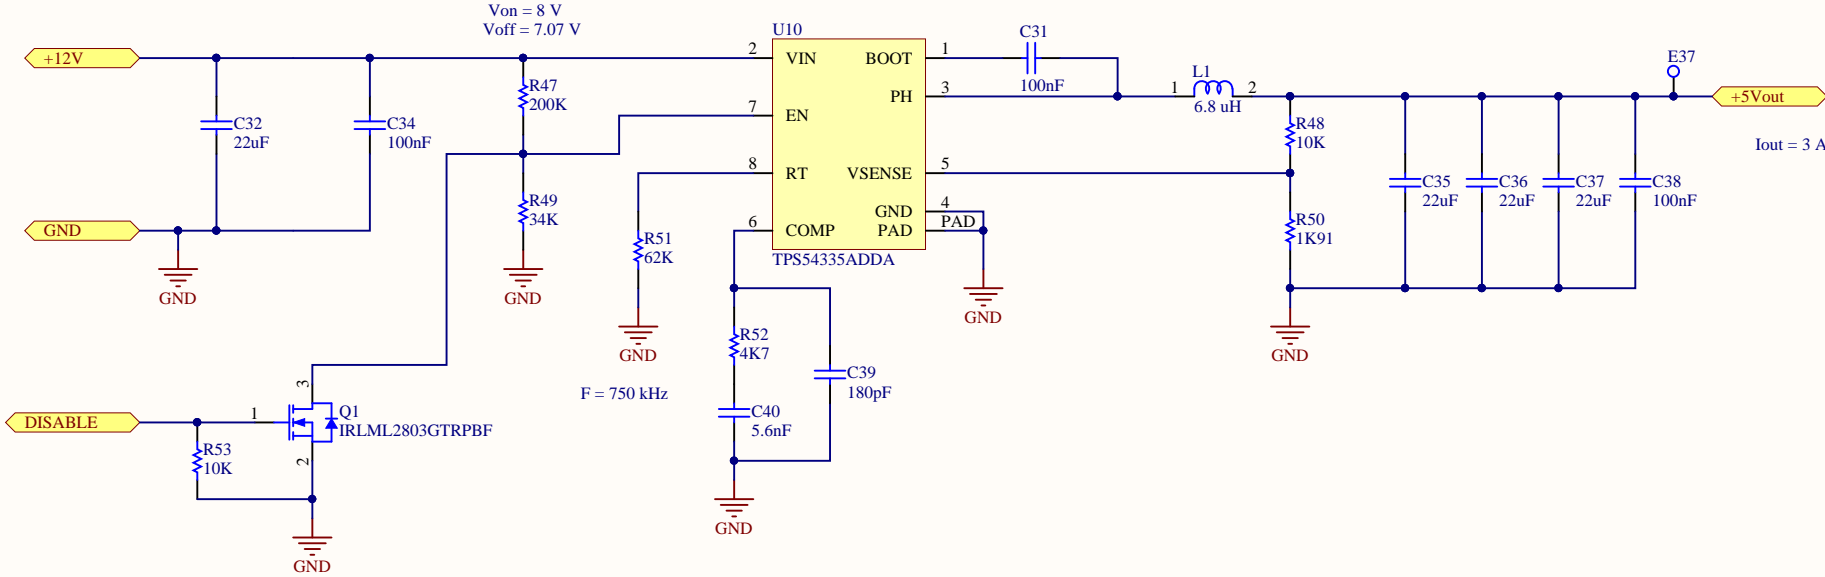 Von = 8 V
Voff = 7.07 V
+12V
C32
22uF
C34
100nF
R47
200K
R49
34K
GND
GND
GND
U10
2
VIN
7
EN
8
RT
6
COMP
BOOT
1
PH
3
VSENSE
5
GND
4
PAD
PAD
TPS54335ADDA
GND
C31
100nF
L1
1
2
6.8 uH
E37
+5Vout
Iout = 3 A
R48
10K
R50
1K91
C35
22uF
C36
22uF
C37
22uF
C38
100nF
GND
R51
62K
GND
F = 750 kHz
R52
4K7
C39
180pF
C40
5.6nF
GND
DISABLE
R53
10K
1
3
2
Q1
IRLML2803GTRPBF
GND